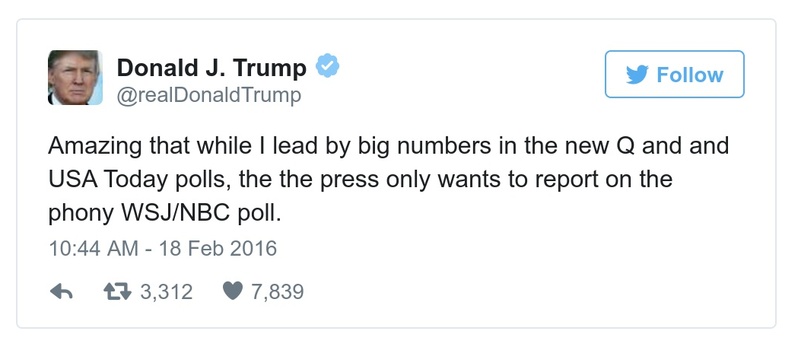 Donald J. Trump
@realDonaldTrump
Follow
Amazing that while I lead by big numbers in the new Q and and
USA Today polls, the the press only wants to report on the
phony WSJ/NBC poll.
10:44 AM - 18 Feb 2016
3,312 7,839